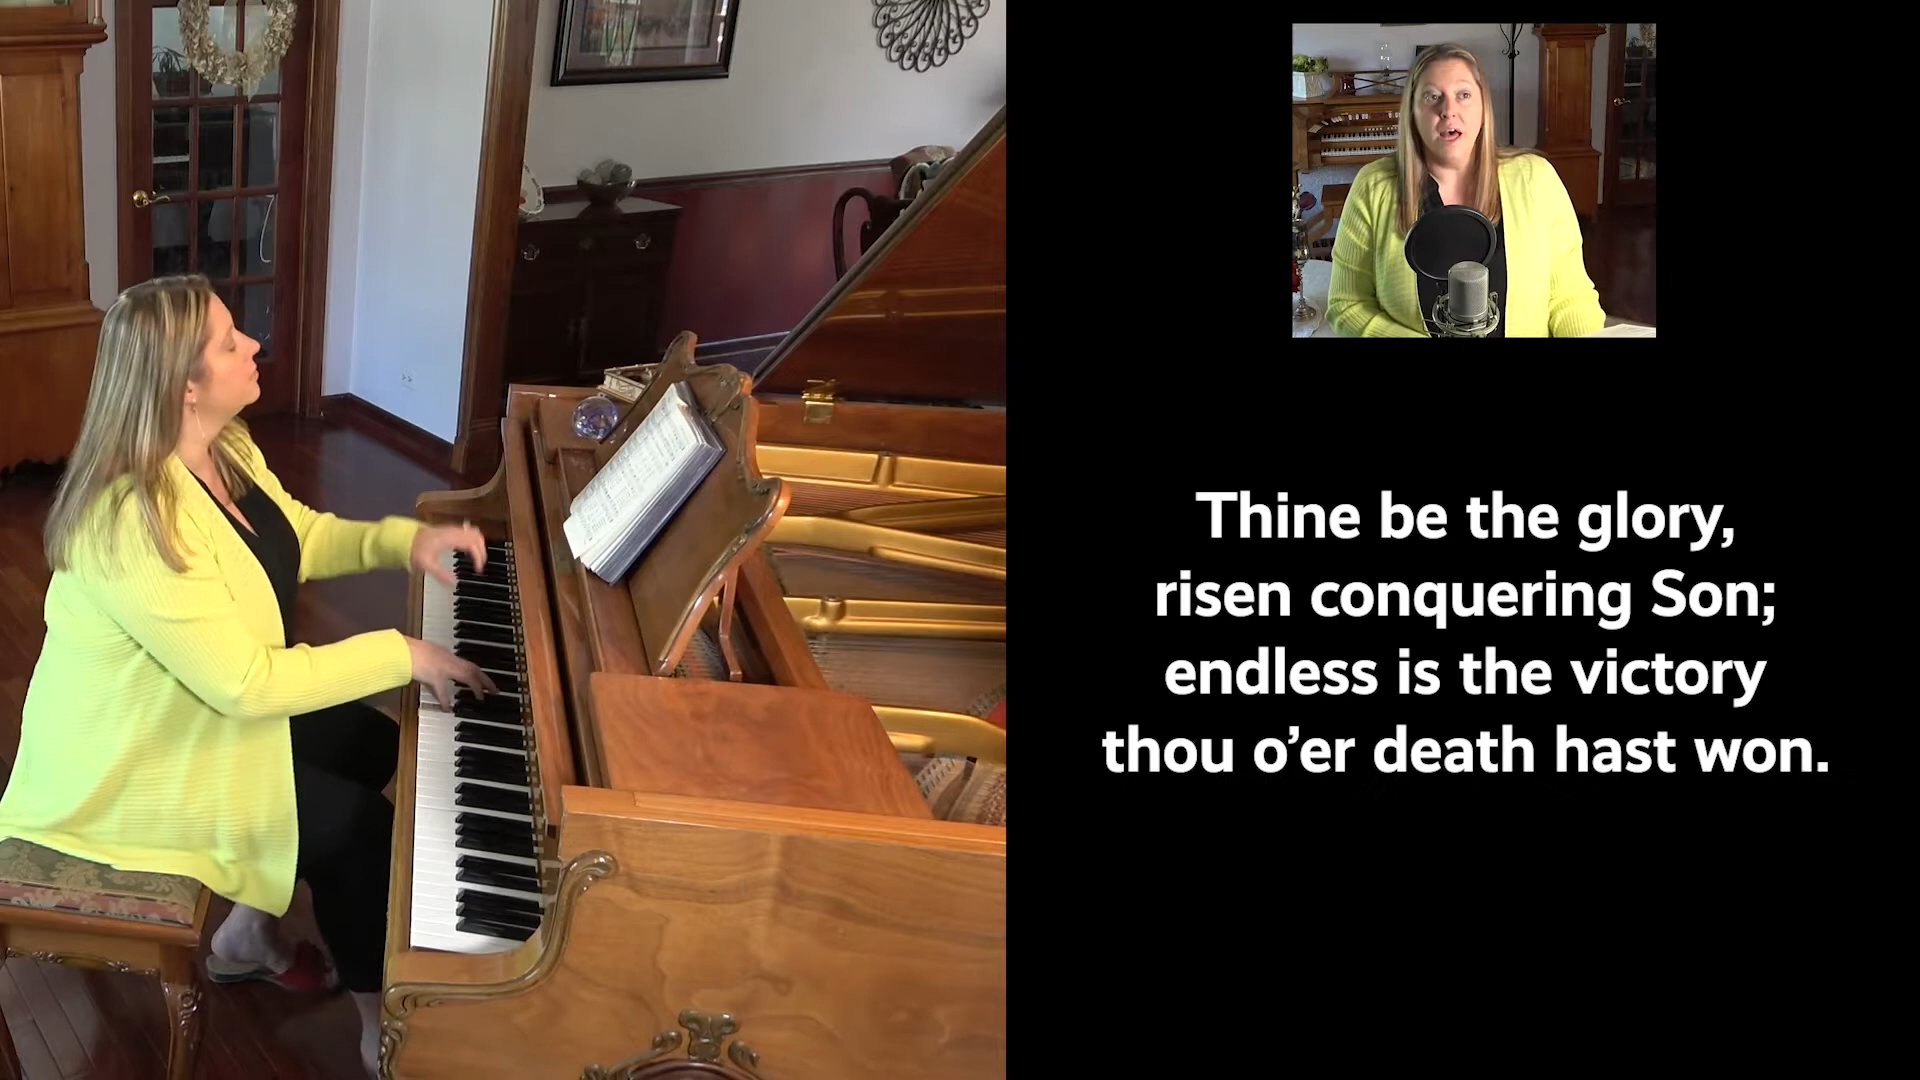 Thine be the glory,
risen conquering Son;
endless is the victory
thou o’er death hast won.